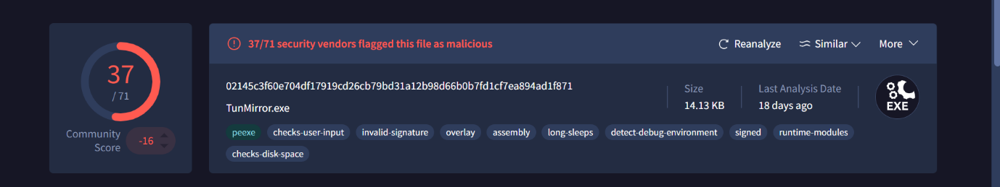 37/71 security vendors flagged this file as malicious
Reanalyze
Similar
More
37
/ 71
Community
Score
-16
02145c3f60e704df17919cd26cb79bd31a12b98d66b0b7fd1cf7ea894ad1f871
TunMirror.exe
Size
14.13 KB
Last Analysis Date
18 days ago
EXE
peexe
checks-user-input
invalid-signature
overlay
assembly
long-sleeps
detect-debug-environment
signed
runtime-modules
checks-disk-space